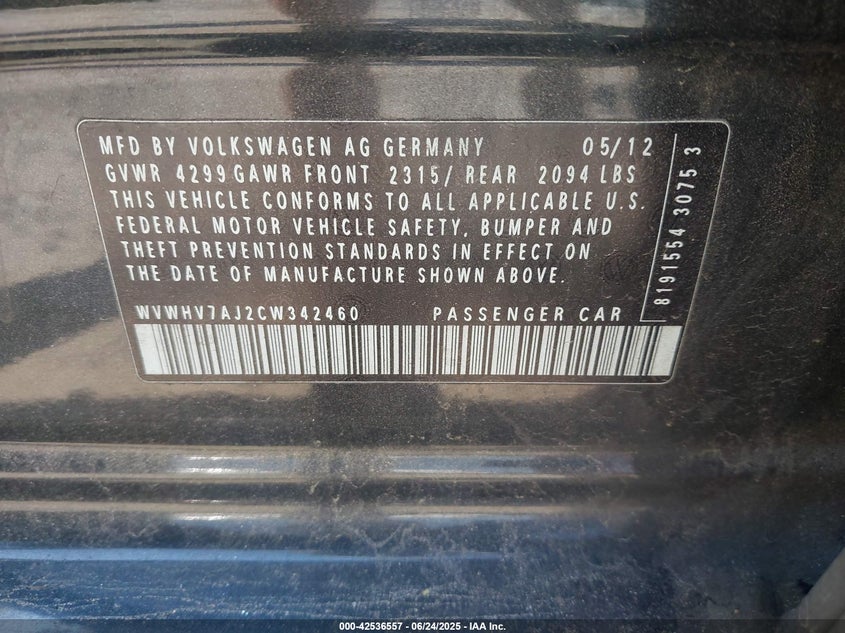 MFD BY VOLKSWAGEN AG GERMANY 05/12
GVWR 4299 GAWR FRONT 2315/ REAR 2094 LBS
THIS VEHICLE CONFORMS TO ALL APPLICABLE U.S.
FEDERAL MOTOR VEHICLE SAFETY, BUMPER AND
THEFT PREVENTION STANDARDS IN EFFECT ON
THE DATE OF MANUFACTURE SHOWN ABOVE.
WVWHV7AJ2CW342460 PASSENGER CAR
8191554 3075 3
000-42536557 - 06/24/2025 - IAA Inc.